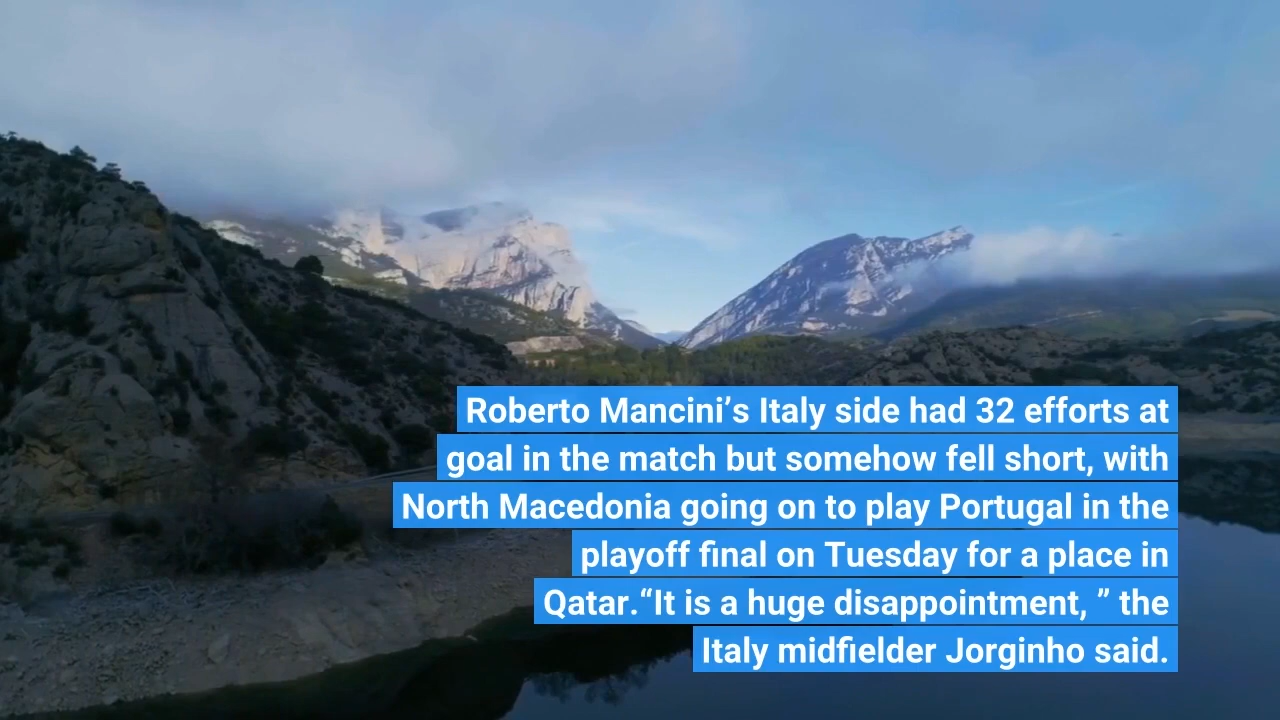 Roberto Mancini’s Italy side had 32 efforts at
goal in the match but somehow fell short, with
North Macedonia going on to play Portugal in the
playoff final on Tuesday for a place in
Qatar.“It is a huge disappointment, ” the
Italy midfielder Jorginho said.